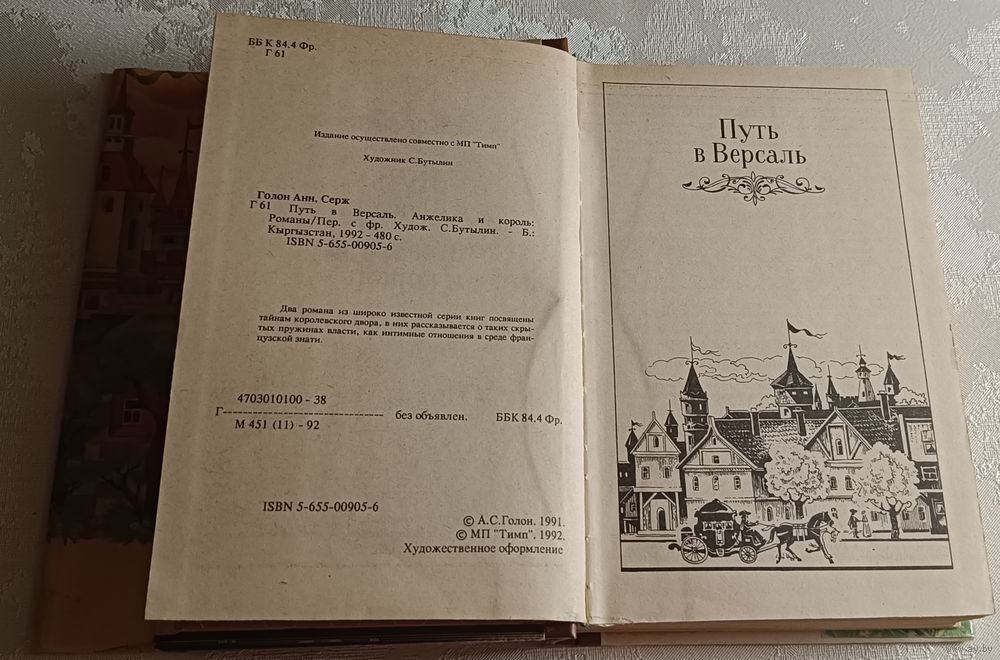 ББ К 84.4 Фр.
Г 61
Издание осуществлено совместно с МП "Тимп"
Художник С.Бутылин
Голон Анн, Серж
Г 61 Путь в Версаль. Анжелика и король:
Романы/Пер. с фр. Худож. С.Бутылин. - Б.:
Кыргызстан, 1992 - 480 с.
ISBN 5-655-00905-6
Два романа из широко известной серии книг посвящены
тайнам королевского двора, в них рассказывается о таких скры-
тых пружинах власти, как интимные отношения в среде фран-
цузской знати.
4703010100 - 38
Г-------------------------------- без объявлен. ББК 84.4 Фр.
М 451 (11) - 92
ISBN 5-655-00905-6
© А.С.Голон. 1991.
© МП "Тимп". 1992.
Художественное оформление
Путь
в Версаль